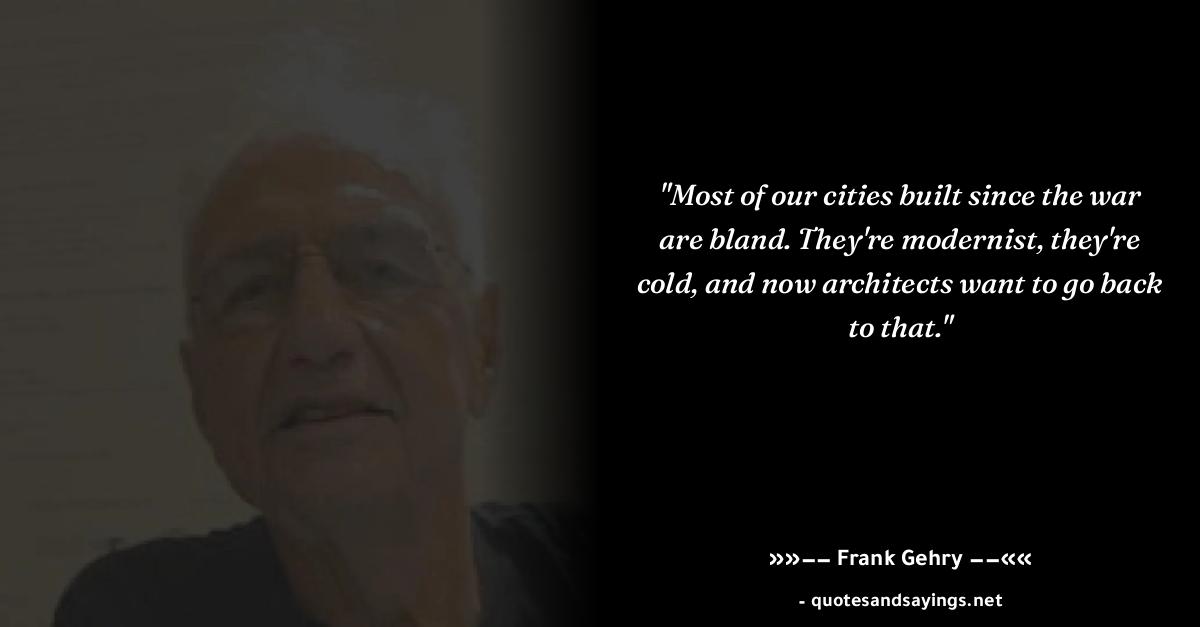 "Most of our cities built since the war
are bland. They're modernist, they're
cold, and now architects want to go back
to that."
»»–– Frank Gehry ––««
- quotesandsayings.net